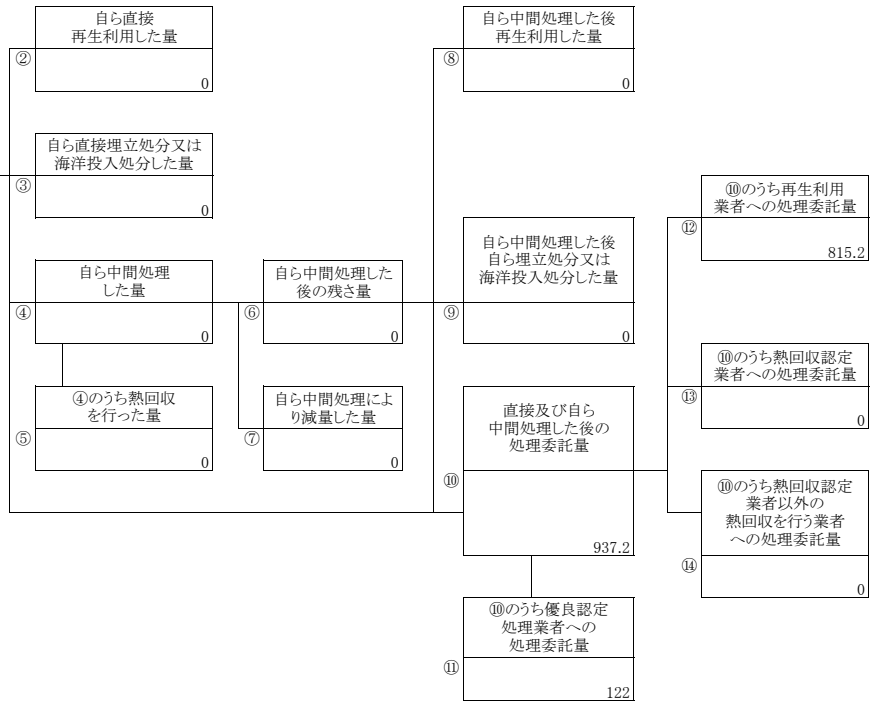 自ら直接
再生利用した量
②
0
自ら直接埋立処分又は
海洋投入処分した量
③
0
自ら中間処理
した量
④
0
④のうち熱回収
を行った量
⑤
0
自ら中間処理した
後の残さ量
⑥
0
自ら中間処理によ
り減量した量
⑦
0
自ら中間処理した後
再生利用した量
⑧
0
自ら中間処理した後
自ら埋立処分又は
海洋投入処分した量
⑨
0
直接及び自ら
中間処理した後の
処理委託量
⑩
937.2
⑩のうち優良認定
処理業者への
処理委託量
⑪
122
⑩のうち再生利用
業者への処理委託量
⑫
815.2
⑩のうち熱回収認定
業者への処理委託量
⑬
0
⑩のうち熱回収認定
業者以外の
熱回収を行う業者
への処理委託量
⑭
0